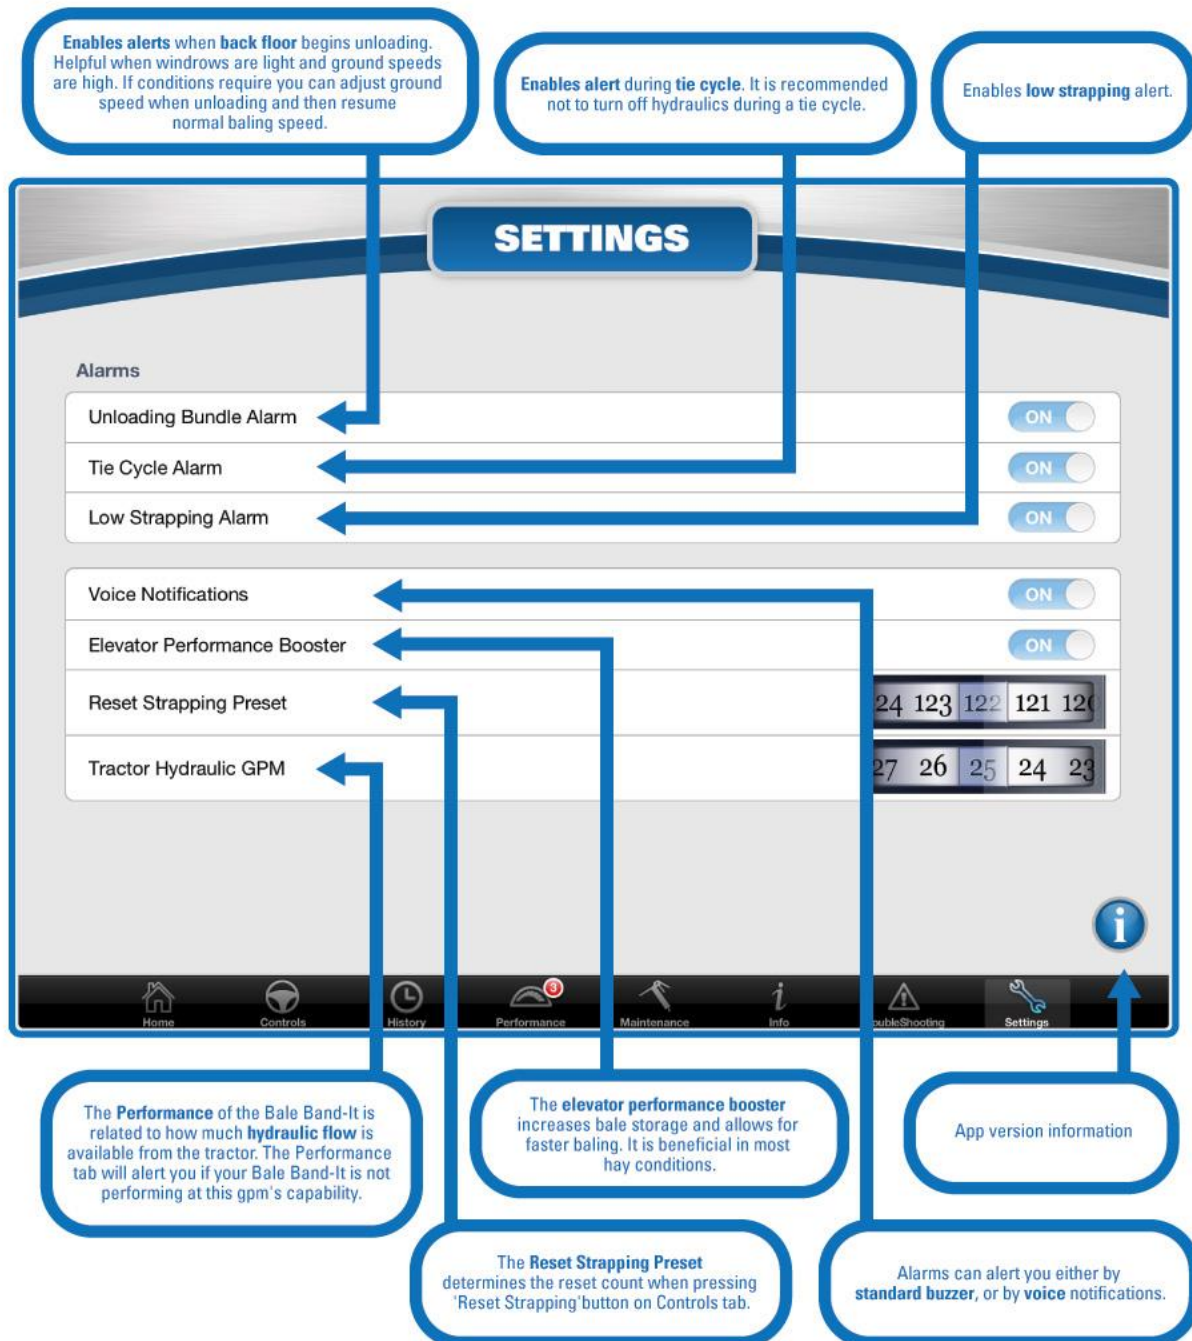 Enables alerts when back floor begins unloading.
Helpful when windrows are light and ground speeds
are high. If conditions require you can adjust ground
speed when unloading and then resume
normal baling speed.
Enables alert during tie cycle. It is recommended
not to turn off hydraulics during a tie cycle.
Enables low strapping alert.
SETTINGS
Alarms
Unloading Bundle Alarm ON
Tie Cycle Alarm ON
Low Strapping Alarm ON
Voice Notifications ON
Elevator Performance Booster ON
Reset Strapping Preset 24 123 122 121 120
Tractor Hydraulic GPM 27 26 25 24 23
i
3
Home Controls History Performance Maintenance Info oubleShooting Settings
The Performance of the Bale Band-It is
related to how much hydraulic flow is
available from the tractor. The Performance
tab will alert you if your Bale Band-It is not
performing at this gpm's capability.
The elevator performance booster
increases bale storage and allows for
faster baling. It is beneficial in most
hay conditions.
App version information
The Reset Strapping Preset
determines the reset count when pressing
'Reset Strapping'button on Controls tab.
Alarms can alert you either by
standard buzzer, or by voice notifications.